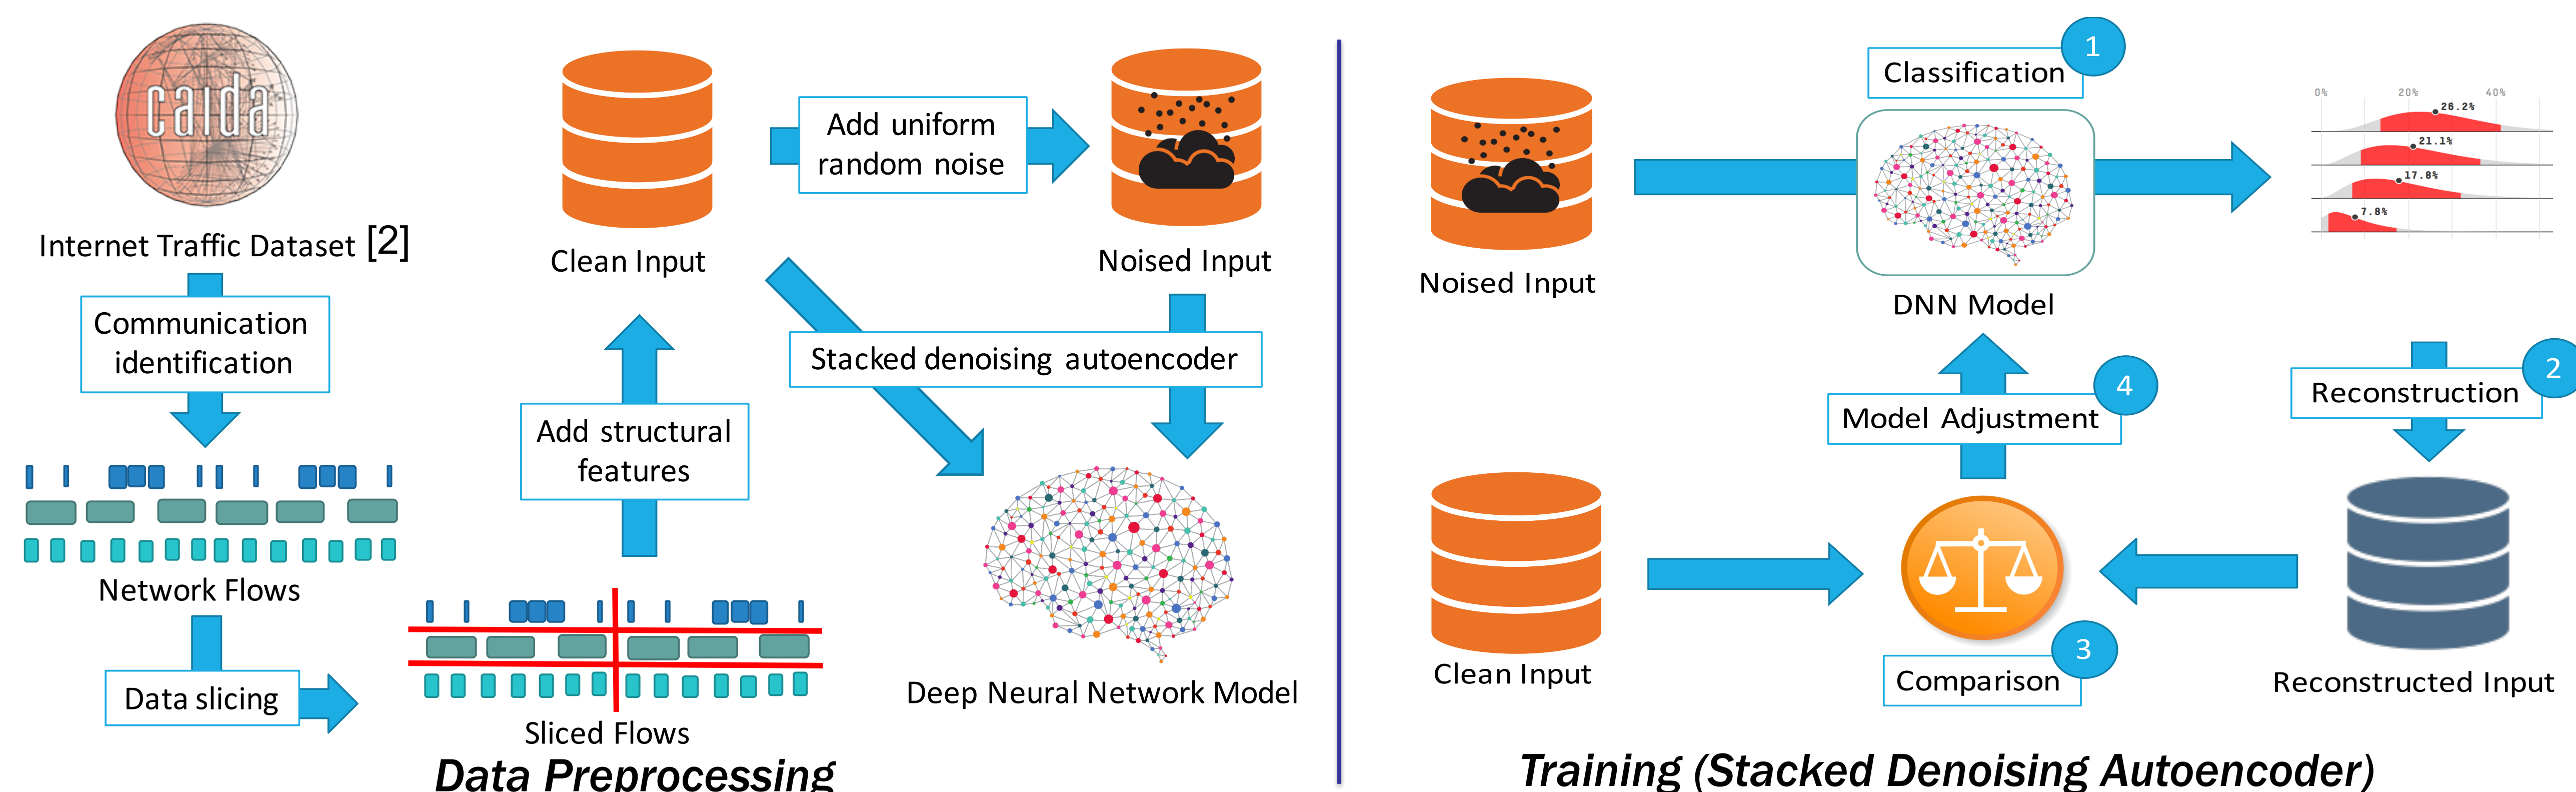 caida
Internet Traffic Dataset [2]
Communication
identification
Network Flows
Data slicing
Sliced Flows
Add structural
features
Clean Input
Add uniform
random noise
Noised Input
Stacked denoising autoencoder
Deep Neural Network Model
Data Preprocessing
Noised Input
Classification
1
DNN Model
0%
20%
40%
26.2%
21.1%
17.8%
7.8%
Reconstruction
2
Model Adjustment
4
Clean Input
Comparison
3
Reconstructed Input
Training (Stacked Denoising Autoencoder)